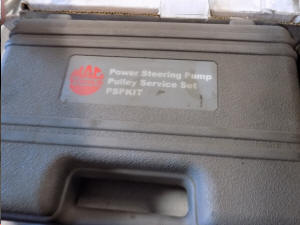 MAC
Power Steering Pump
Pulley Service Set
PSPKIT